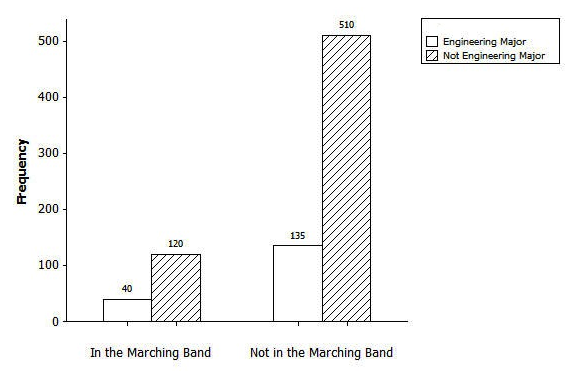 510
Engineering Major
Not Engineering Major
500
400
300
200
100
0
Frequency
120
40
135
In the Marching Band
Not in the Marching Band